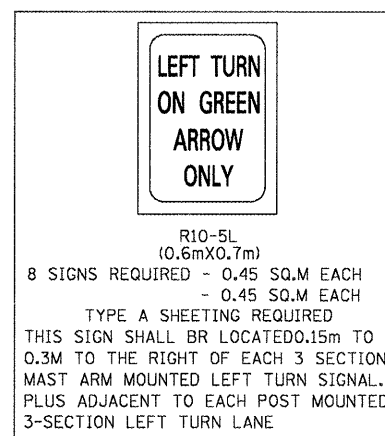 LEFT TURN
ON GREEN
ARROW
ONLY
R10-5L
(0.6mX0.7m)
8 SIGNS REQUIRED - 0.45 SQ.M EACH
- 0.45 SQ.M EACH
TYPE A SHEETING REQUIRED
THIS SIGN SHALL BR LOCATED0.15m TO
0.3M TO THE RIGHT OF EACH 3 SECTION
MAST ARM MOUNTED LEFT TURN SIGNAL.
PLUS ADJACENT TO EACH POST MOUNTED
3-SECTION LEFT TURN LANE